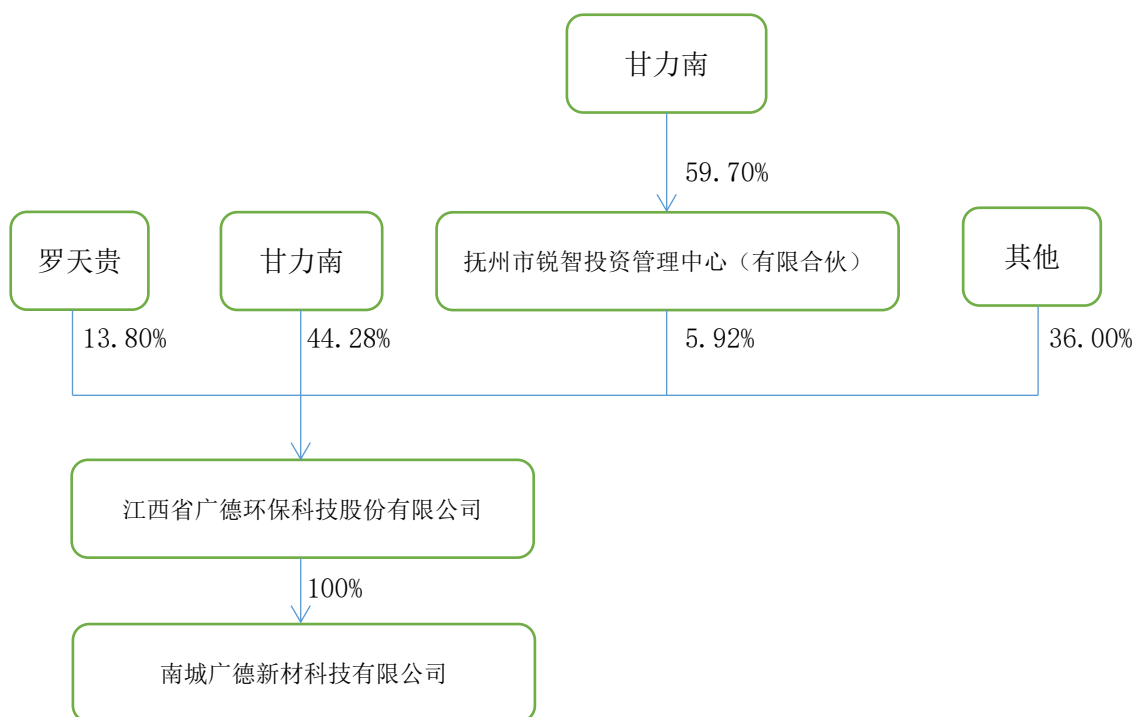 甘力南
59.70%
罗天贵
甘力南
抚州市锐智投资管理中心（有限合伙）
其他
13.80%
44.28%
5.92%
36.00%
江西省广德环保科技股份有限公司
100%
南城广德新材科技有限公司